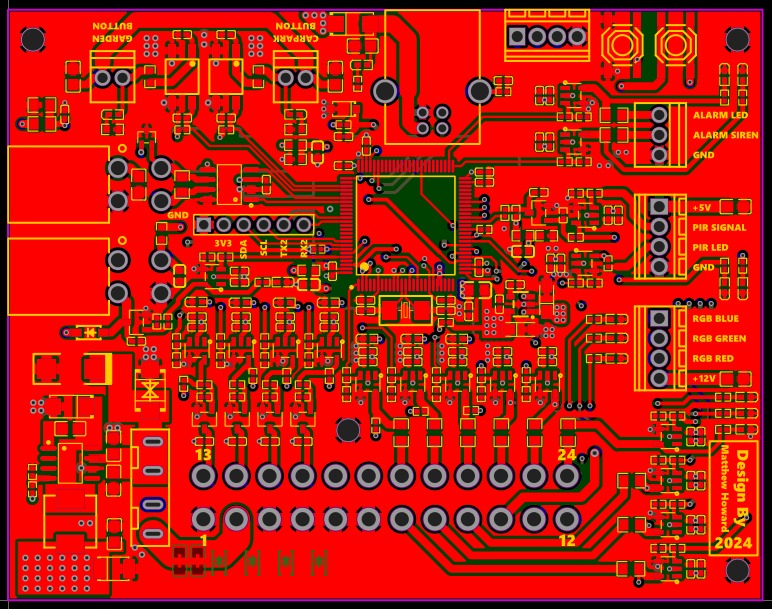 GARDEN
BUTTON
CARPARK
BUTTON
ALARM LED
ALARM SIREN
GND
GND
3V3
SDA
SCL
TX2
RX2
+5V
PIR SIGNAL
PIR LED
GND
RGB BLUE
RGB GREEN
RGB RED
+12V
13
24
1
12
Design By
Matthew Howard
2024